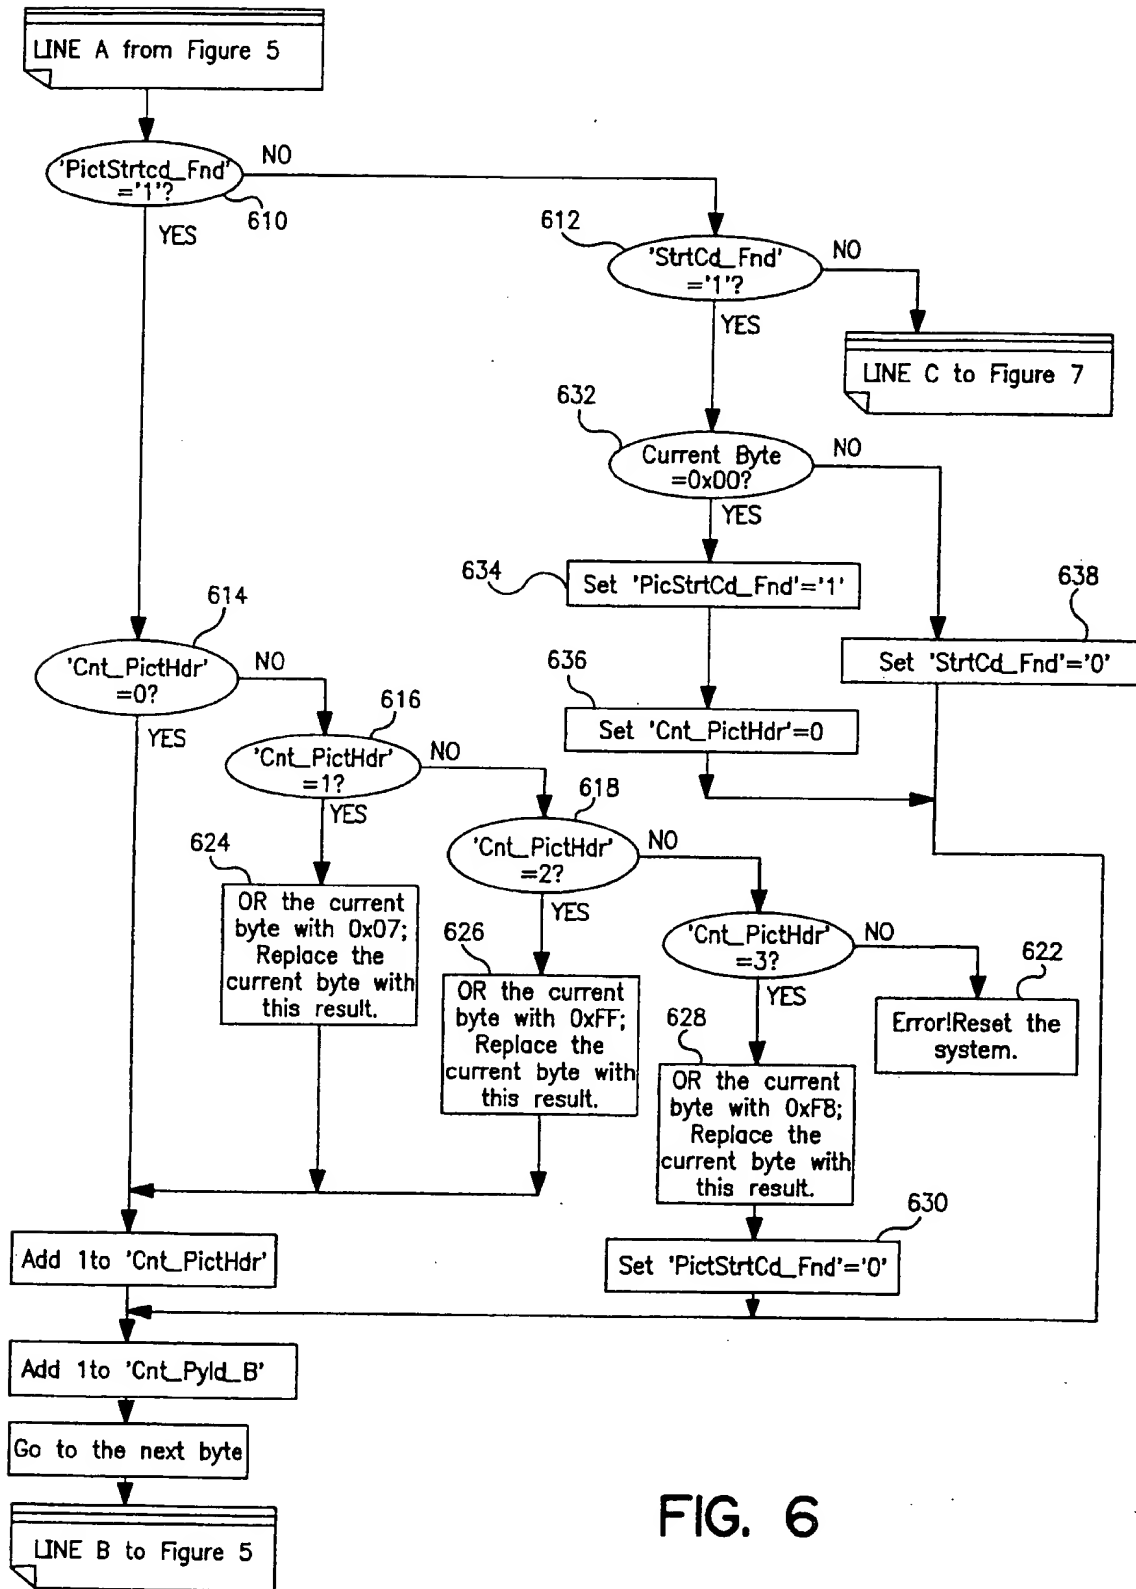 LINE A from Figure 5
'PictStrtcd_Fnd'
='1'?
NO
610
YES
612
'StrtCd_Fnd'
='1'?
NO
YES
LINE C to Figure 7
632
Current Byte
=0x00?
NO
YES
634
Set 'PicStrtCd_Fnd'='1'
638
Set 'StrtCd_Fnd'='0'
636
Set 'Cnt_PictHdr'=0
614
'Cnt_PictHdr'
=0?
NO
YES
616
'Cnt_PictHdr'
=1?
NO
YES
618
'Cnt_PictHdr'
=2?
NO
YES
'Cnt_PictHdr'
=3?
NO
YES
624
OR the current
byte with 0x07;
Replace the
current byte with
this result.
626
OR the current
byte with 0xFF;
Replace the
current byte with
this result.
628
OR the current
byte with 0xF8;
Replace the
current byte with
this result.
622
Error!Reset the
system.
630
Set 'PictStrtCd_Fnd'='0'
Add 1to 'Cnt_PictHdr'
Add 1to 'Cnt_Pyld_B'
Go to the next byte
LINE B to Figure 5
FIG. 6